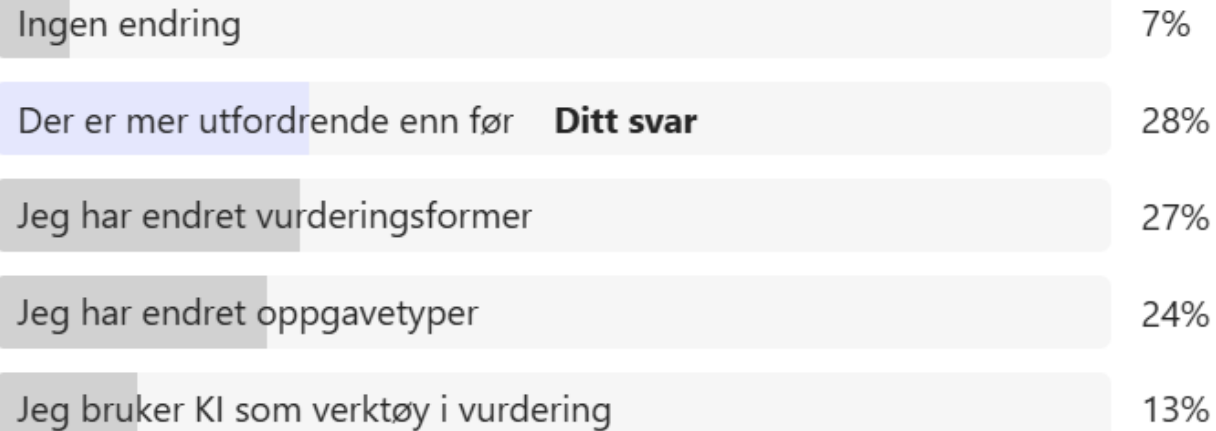 Ingen endring 7%
Der er mer utfordrende enn før Ditt svar 28%
Jeg har endret vurderingsformer 27%
Jeg har endret oppgavetyper 24%
Jeg bruker KI som verktøy i vurdering 13%